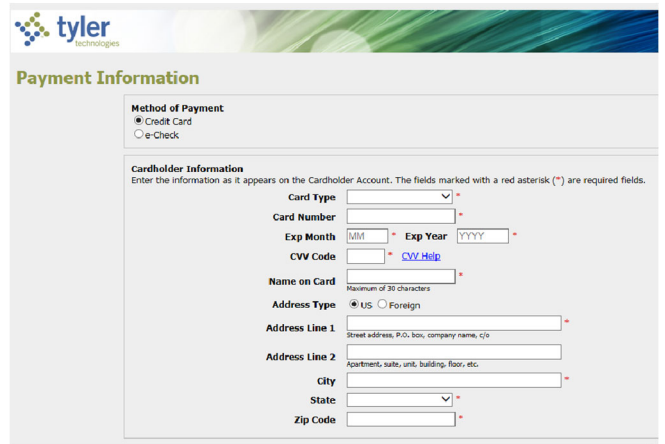 tyler
technologies
Payment Information
Method of Payment
Credit Card
e-Check
Cardholder Information
Enter the information as it appears on the Cardholder Account. The fields marked with a red asterisk (*) are required fields.
Card Type *
Card Number *
Exp Month MM * Exp Year YYYY *
CVV Code * CVV Help
Name on Card *
Maximum of 30 characters
Address Type US Foreign
Address Line 1 *
Street address, P.O. box, company name, c/o
Address Line 2
Apartment, suite, unit, building, floor, etc.
City *
State *
Zip Code *